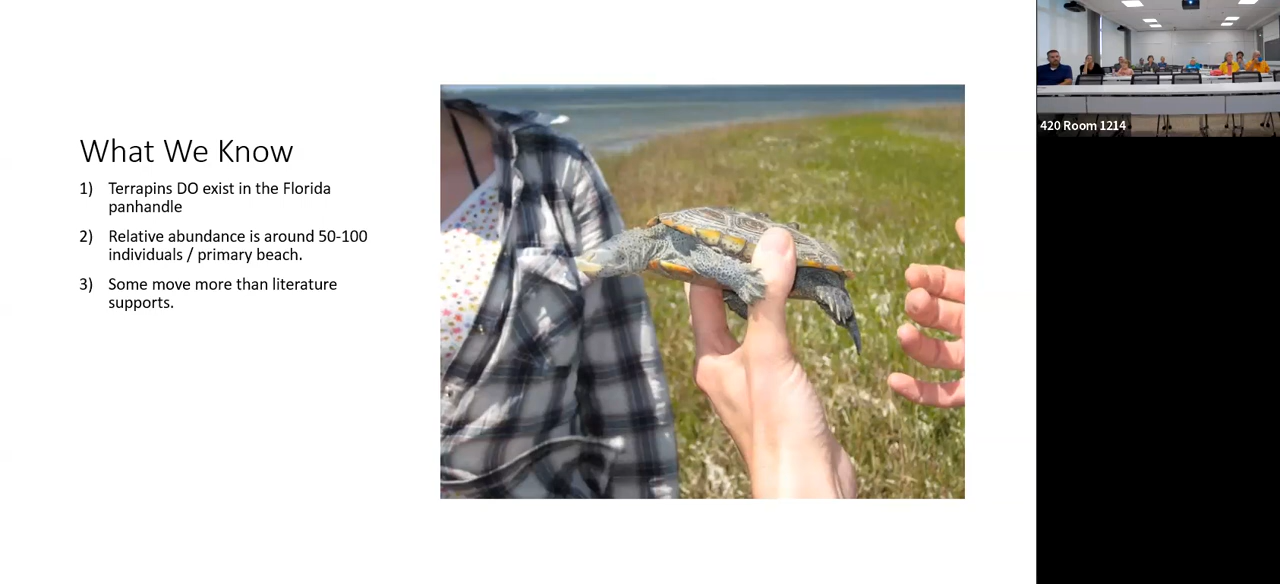 What We Know
1) Terrapins DO exist in the Florida
panhandle
2) Relative abundance is around 50-100
individuals / primary beach.
3) Some move more than literature
supports.
420 Room 1214